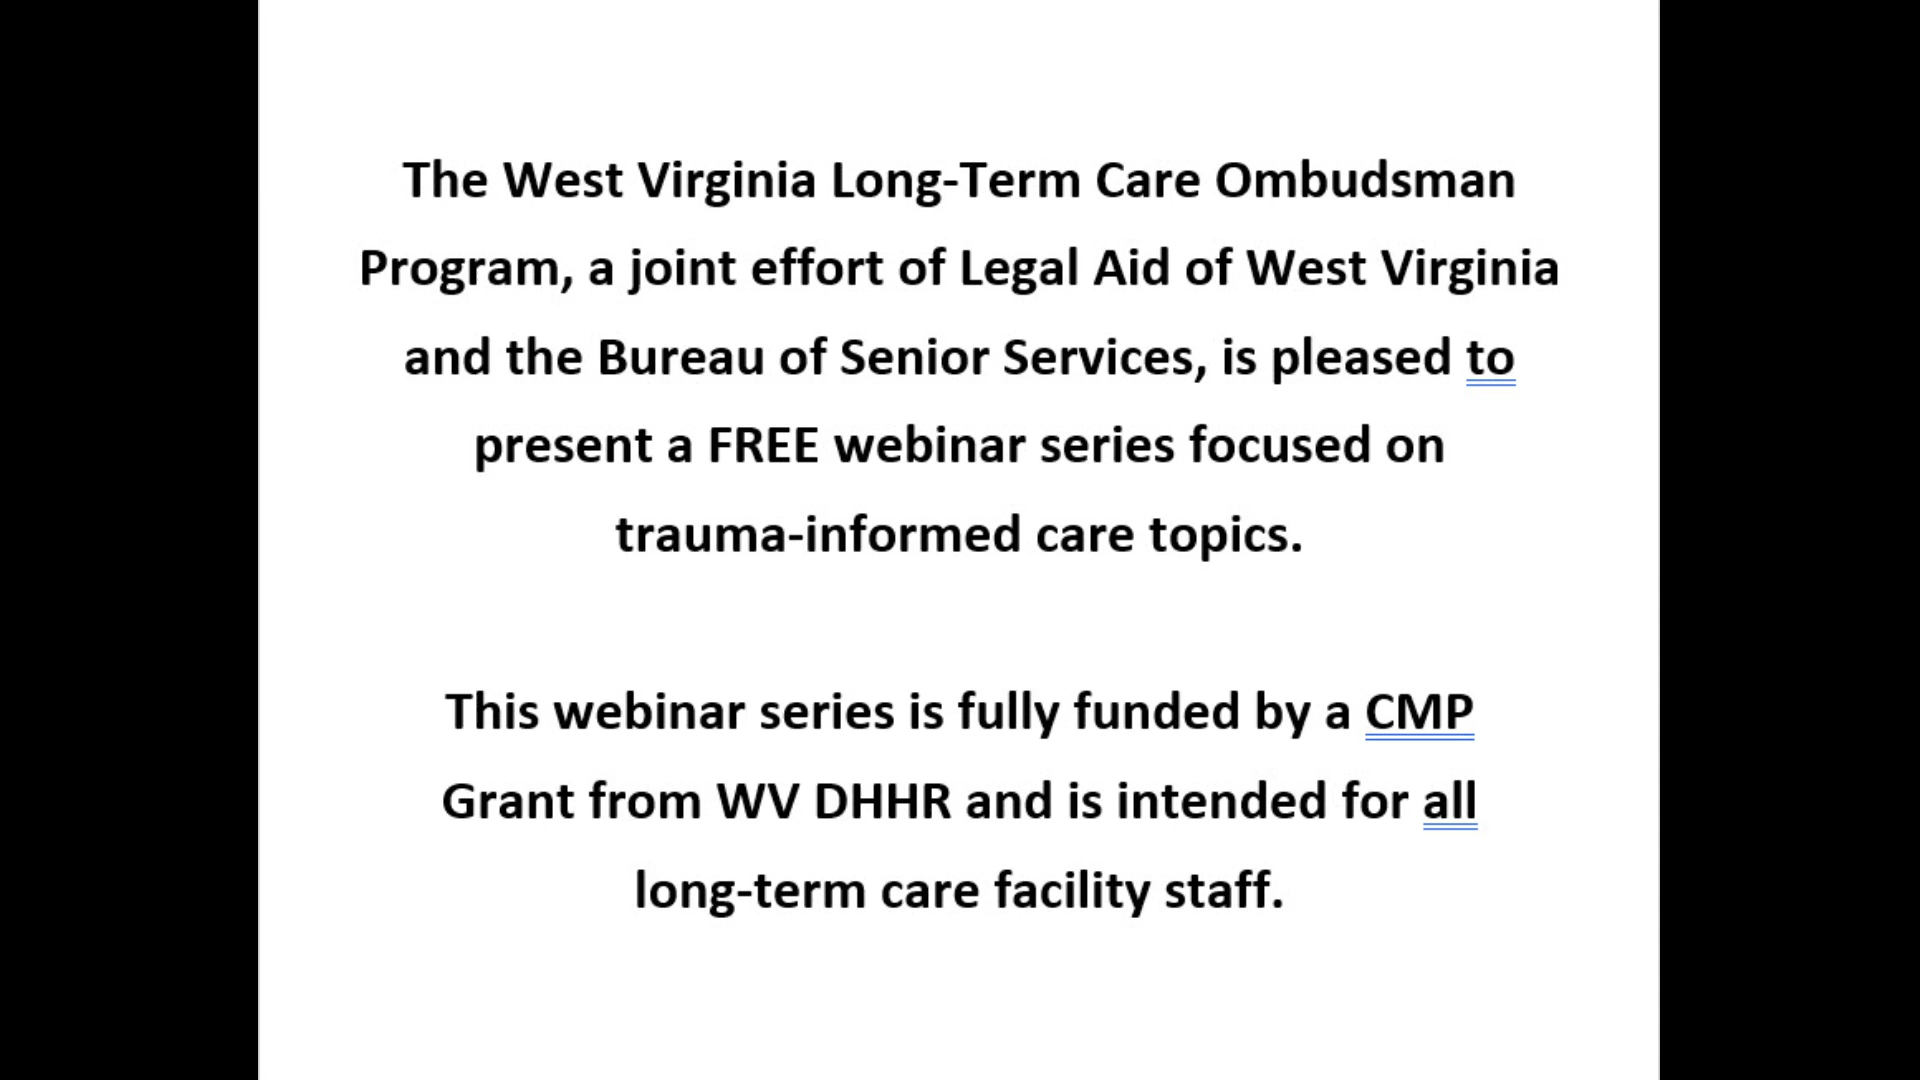 The West Virginia Long-Term Care Ombudsman
Program, a joint effort of Legal Aid of West Virginia
and the Bureau of Senior Services, is pleased to
present a FREE webinar series focused on
trauma-informed care topics.
This webinar series is fully funded by a CMP
Grant from WV DHHR and is intended for all
long-term care facility staff.